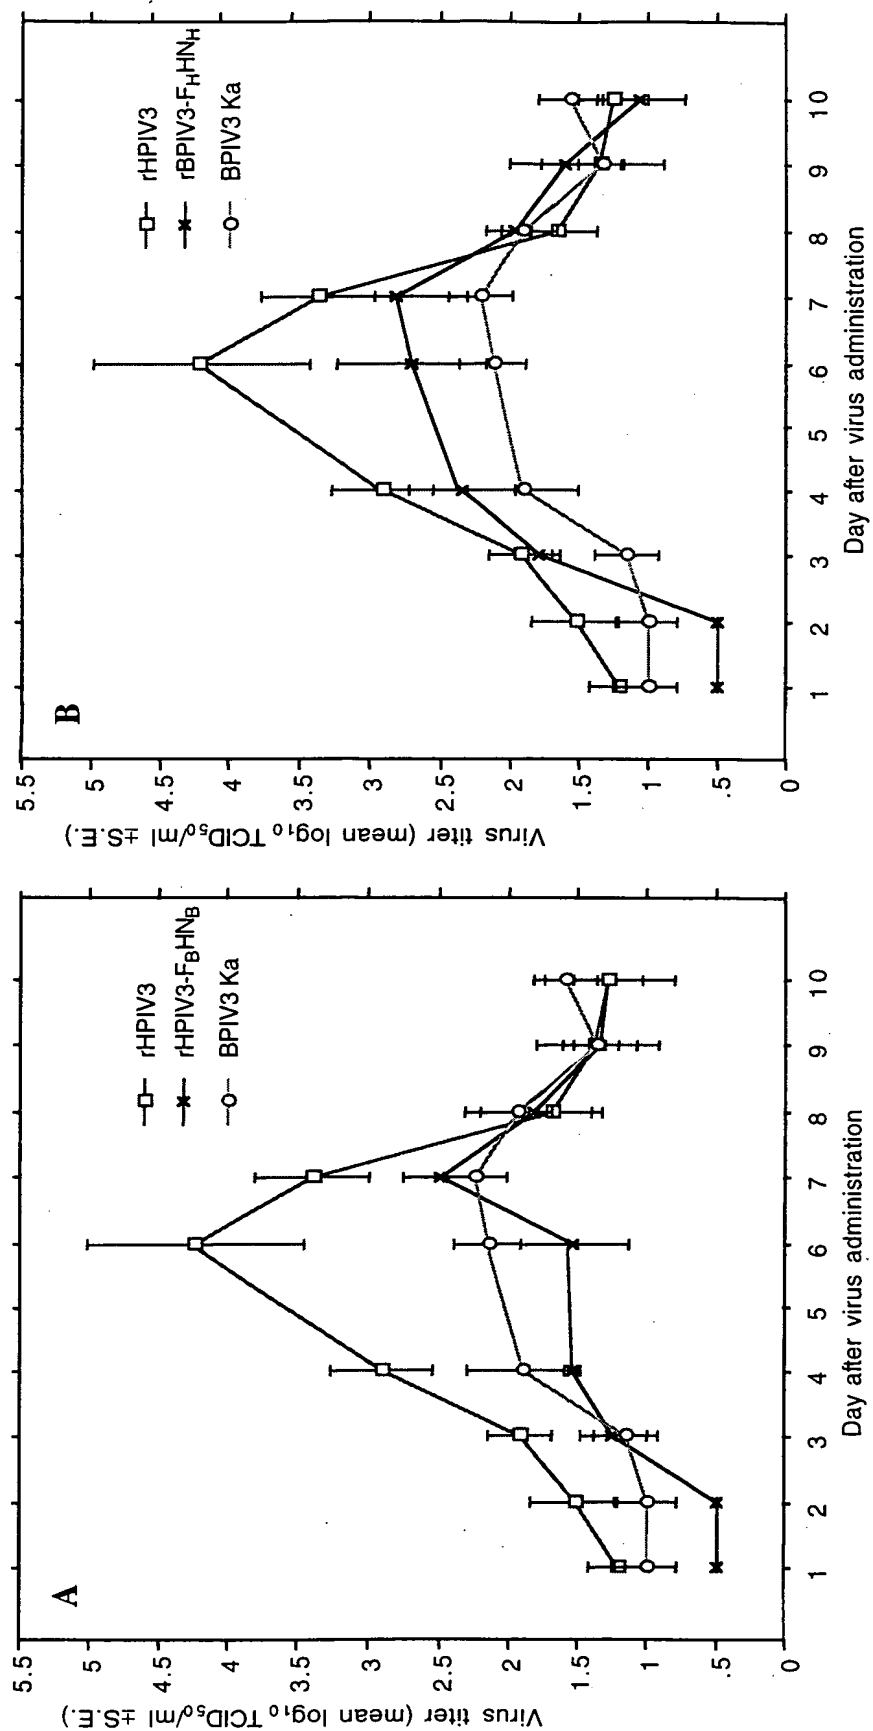 A
rHPIV3
rHPIV3-F_BHN_B
BPIV3 Ka
Virus titer (mean log₁₀ TCID₅₀/ml ±S.E.)
5.5
5
4.5
4
3.5
3
2.5
2
1.5
1
.5
0
1 2 3 4 5 6 7 8 9 10
Day after virus administration
B
rHPIV3
rBPIV3-F_HHN_H
BPIV3 Ka
Virus titer (mean log₁₀ TCID₅₀/ml ±S.E.)
5.5
5
4.5
4
3.5
3
2.5
2
1.5
1
.5
0
1 2 3 4 5 6 7 8 9 10
Day after virus administration